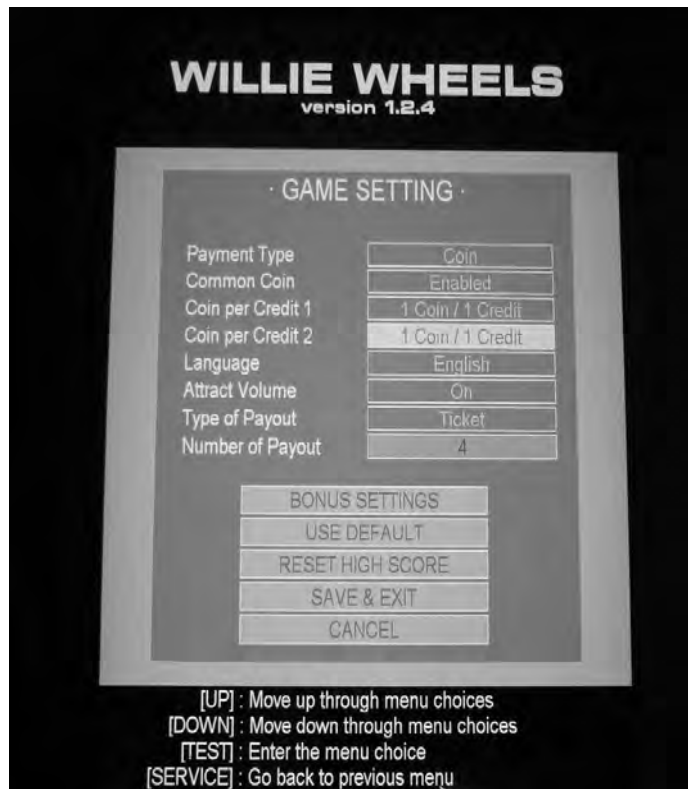 WILLIE WHEELS
version 1.2.4
· GAME SETTING ·
Payment Type Coin
Common Coin Enabled
Coin per Credit 1 1 Coin / 1 Credit
Coin per Credit 2 1 Coin / 1 Credit
Language English
Attract Volume On
Type of Payout Ticket
Number of Payout 4
BONUS SETTINGS
USE DEFAULT
RESET HIGH SCORE
SAVE & EXIT
CANCEL
[UP] : Move up through menu choices
[DOWN] : Move down through menu choices
[TEST] : Enter the menu choice
[SERVICE] : Go back to previous menu